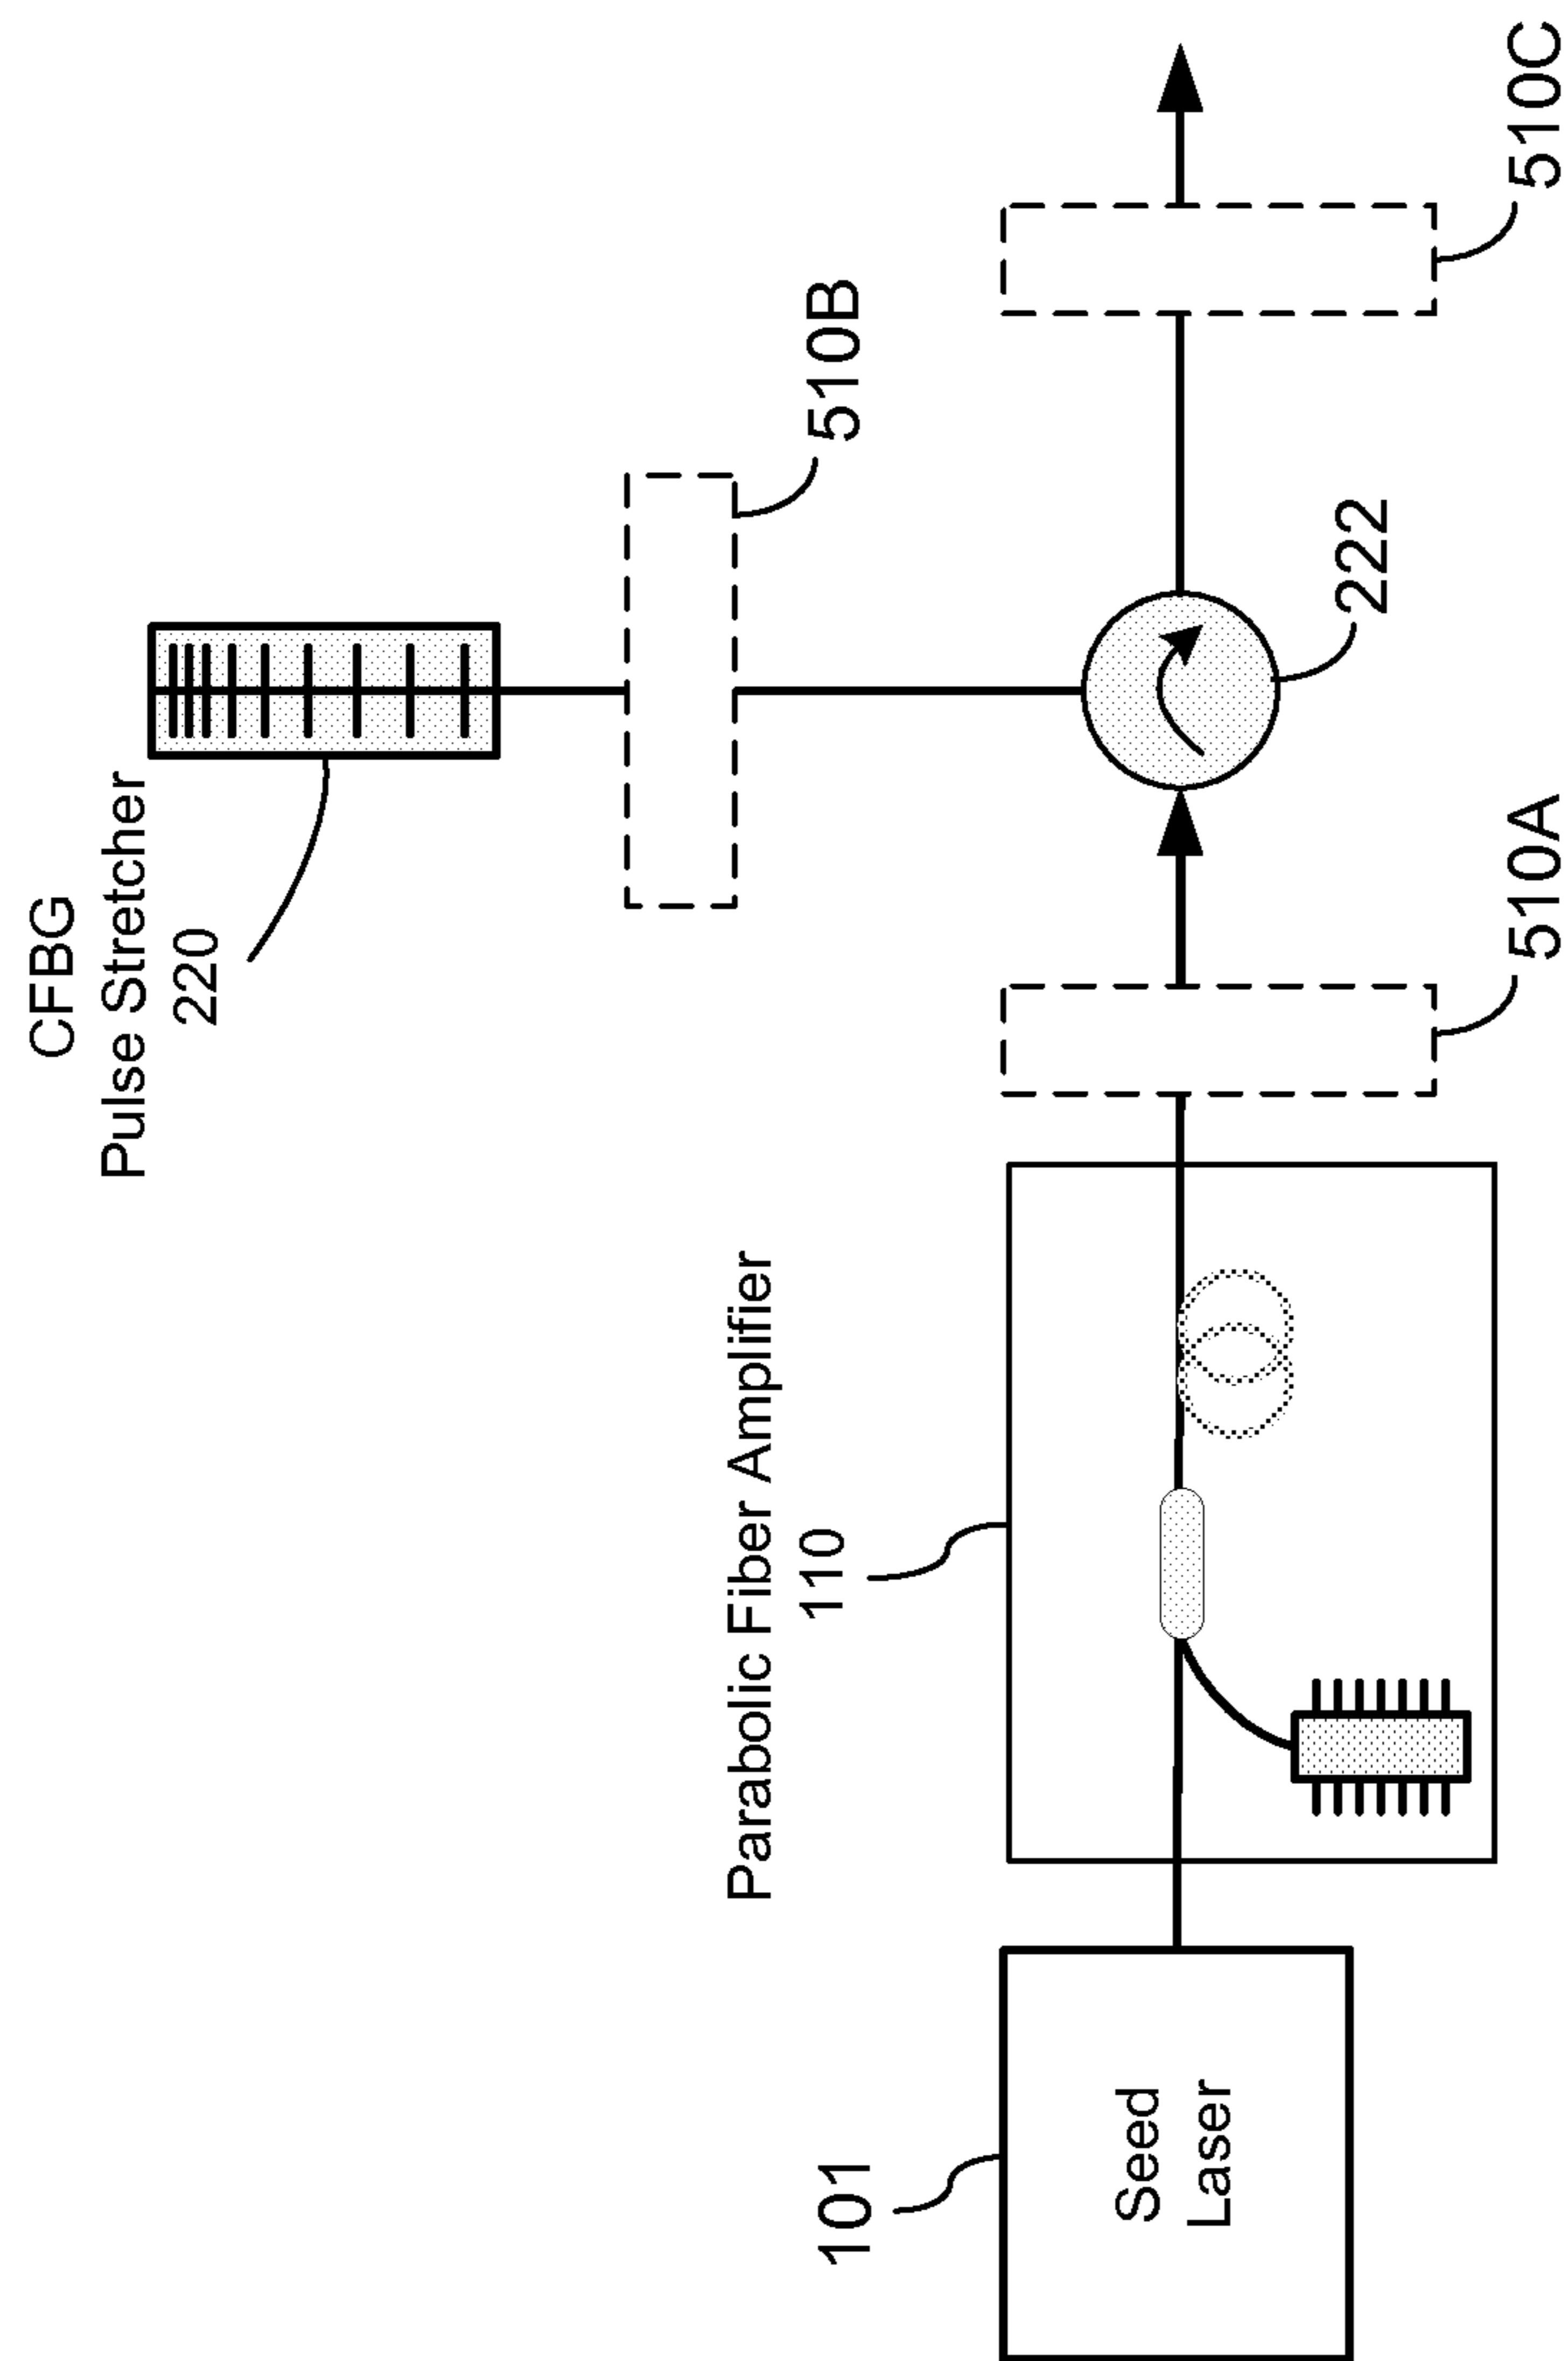 CFBG
Pulse Stretcher
220
510B
Parabolic Fiber Amplifier
110
101
Seed
Laser
222
510A
510C